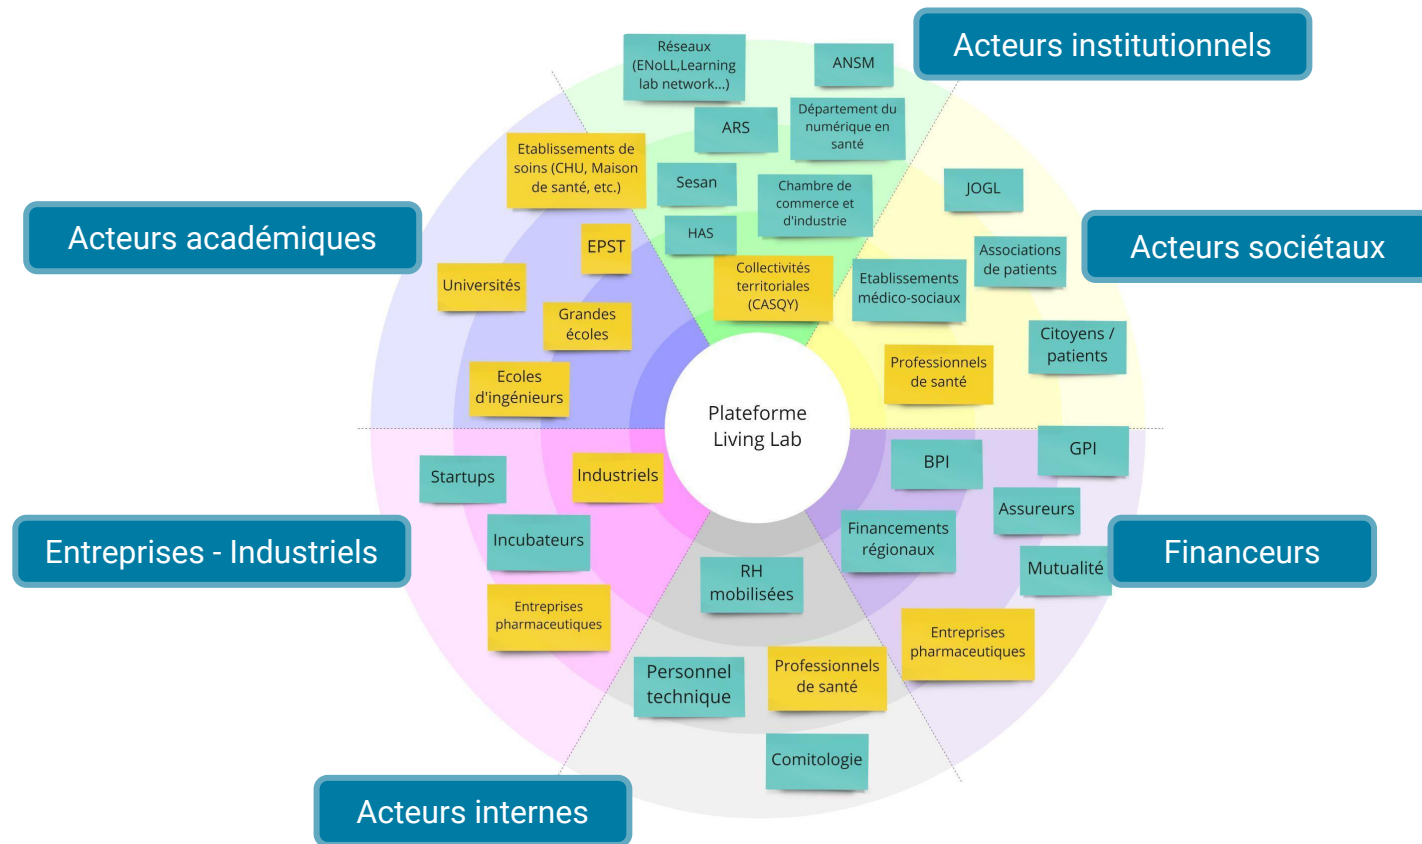 Acteurs institutionnels
Réseaux
(ENoLL,Learning
lab network...)
ANSM
ARS
Département du
numérique en
santé
Sesan
Chambre de
commerce et
d'industrie
HAS
Collectivités
territoriales
(CASQY)
Acteurs académiques
Etablissements de
soins (CHU, Maison
de santé, etc.)
EPST
Universités
Grandes
écoles
Ecoles
d'ingénieurs
Acteurs sociétaux
JOGL
Associations
de patients
Etablissements
médico-sociaux
Citoyens /
patients
Professionnels
de santé
Plateforme
Living Lab
Entreprises - Industriels
Startups
Industriels
Incubateurs
Entreprises
pharmaceutiques
Financeurs
BPI
GPI
Assureurs
Financements
régionaux
Mutualité
Entreprises
pharmaceutiques
Acteurs internes
RH
mobilisées
Personnel
technique
Professionnels
de santé
Comitologie